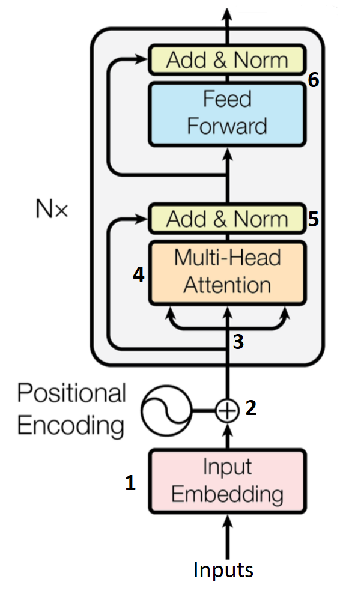 Add & Norm
6
Feed
Forward
Nx
Add & Norm
5
Multi-Head
Attention
4
3
Positional
Encoding
2
1
Input
Embedding
Inputs